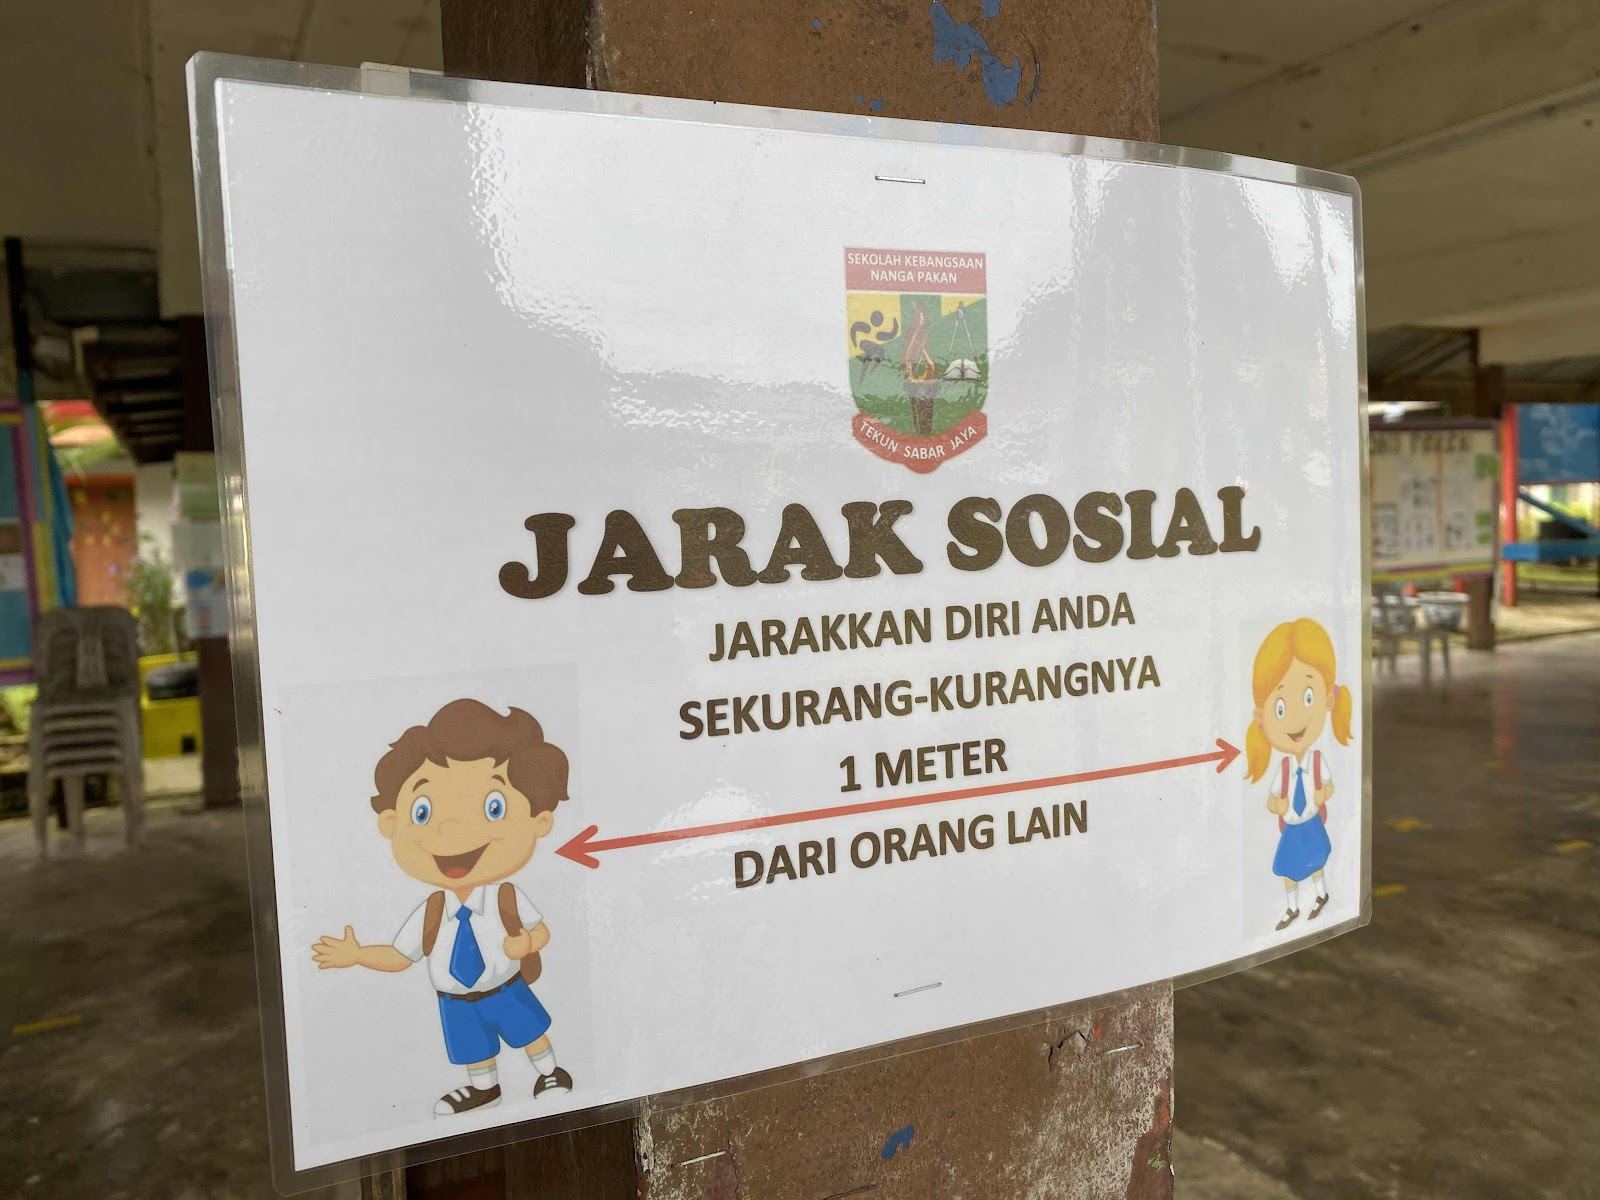 SEKOLAH KEBANGSAAN
NANGA PAKAN
TEKUN SABAR JAYA
JARAK SOSIAL
JARAKKAN DIRI ANDA
SEKURANG-KURANGNYA
1 METER
DARI ORANG LAIN